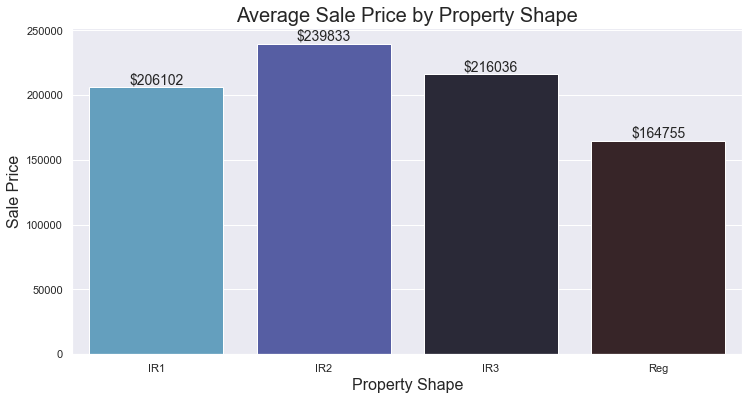 Average Sale Price by Property Shape
250000
200000
150000
100000
50000
0
Sale Price
$206102
$239833
$216036
$164755
IR1
IR2
IR3
Reg
Property Shape